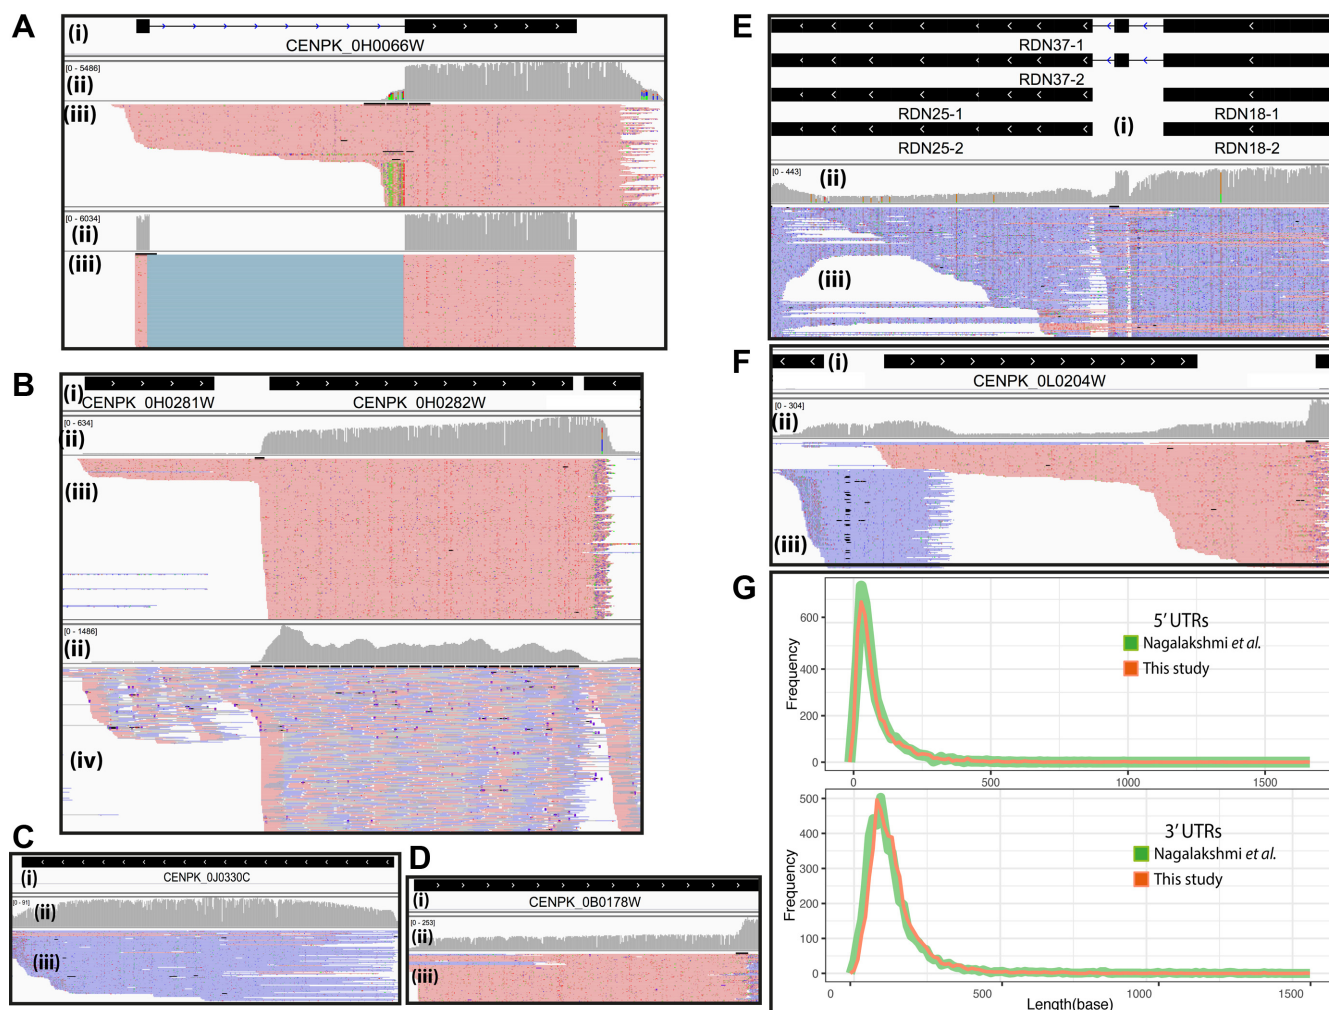 A
(i)
CENPK_0H0066W
[0 - 5486]
(ii)
(iii)
[0 - 6034]
(ii)
(iii)
B
(i)
CENPK_0H0281W
CENPK_0H0282W
[0 - 634]
(ii)
(iii)
[0 - 1486]
(ii)
(iv)
C
(i)
CENPK_0J0330C
[0 - 91]
(ii)
(iii)
D
(i)
CENPK_0B0178W
[0 - 253]
(ii)
(iii)
E
RDN37-1
RDN37-2
RDN25-1
(i)
RDN18-1
RDN25-2
RDN18-2
[0 - 443]
(ii)
(iii)
F
(i)
CENPK_0L0204W
[0 - 304]
(ii)
(iii)
G
5' UTRs
Nagalakshmi et al.
This study
Frequency
600
400
200
0
0 500 1000 1500
3' UTRs
Nagalakshmi et al.
This study
Frequency
500
400
300
200
100
0
0 500 1000 1500
Length(base)